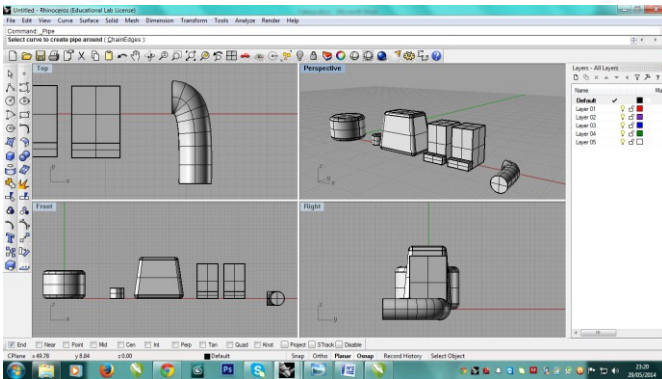 Untitled - Rhinoceros (Educational Lab License)
File Edit View Curve Surface Solid Mesh Dimension Transform Tools Analyze Render Help
Command: _Pipe
Select curve to create pipe around ( ChainEdges ):
Top
Perspective
Layers - All Layers
Name Ma
Default
Layer 01
Layer 02
Layer 03
Layer 04
Layer 05
y
x
z
y
x
Front
Right
z
x
z
y
End Near Point Mid Cen Int Perp Tan Quad Knot Project STrack Disable
CPlane x 49.78 y 8.84 z 0.00 Default Snap Ortho Planar Osnap Record History Select Object
Ps
TR
23:20
29/05/2014